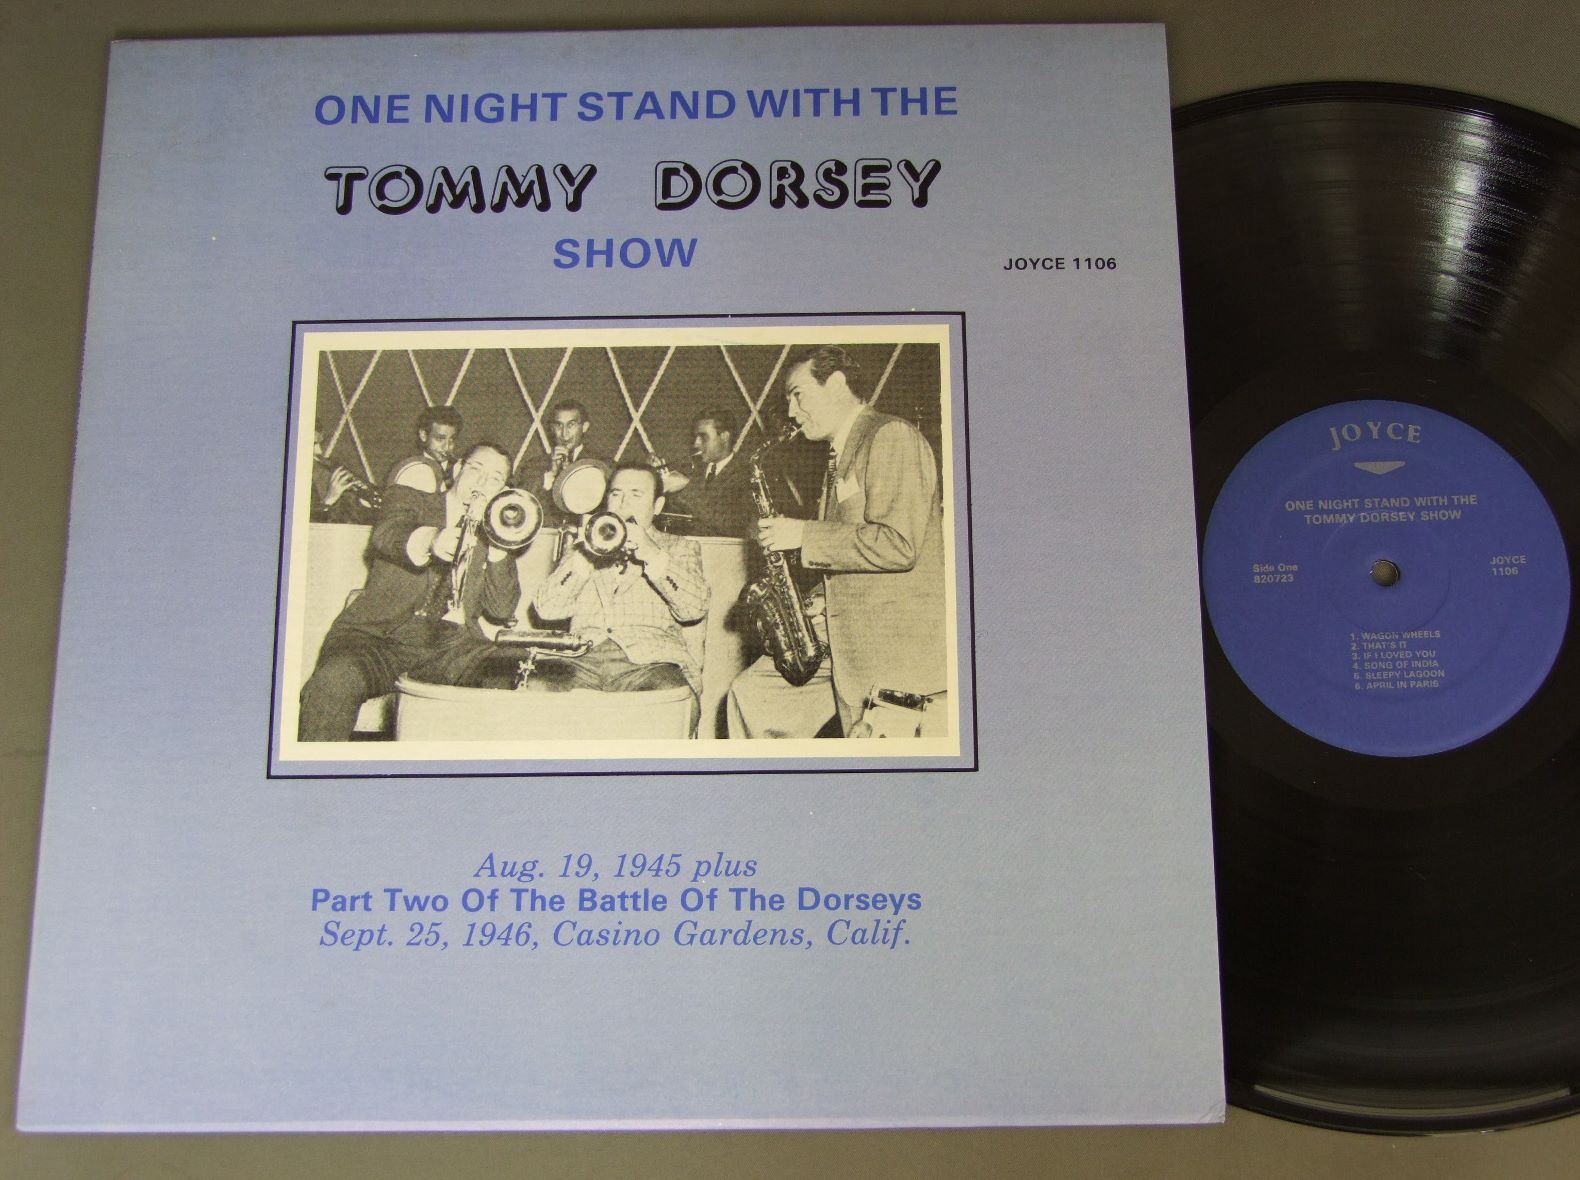 ONE NIGHT STAND WITH THE
TOMMY DORSEY
SHOW
JOYCE 1106
Aug. 19, 1945 plus
Part Two Of The Battle Of The Dorseys
Sept. 25, 1946, Casino Gardens, Calif.
JOYCE
ONE NIGHT STAND WITH THE
TOMMY DORSEY SHOW
Side One
820723
JOYCE
1106
1. WAGON WHEELS
2. THAT'S IT
3. IF I LOVED YOU
4. SONG OF INDIA
5. SLEEPY LAGOON
6. APRIL IN PARIS